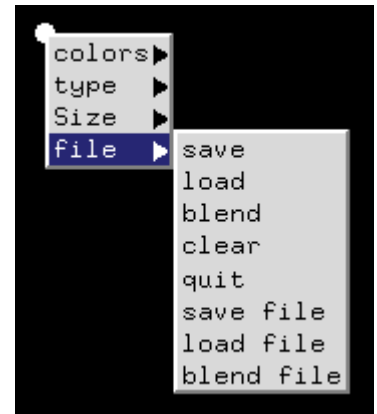 colors
type
Size
file
save
load
blend
clear
quit
save file
load file
blend file